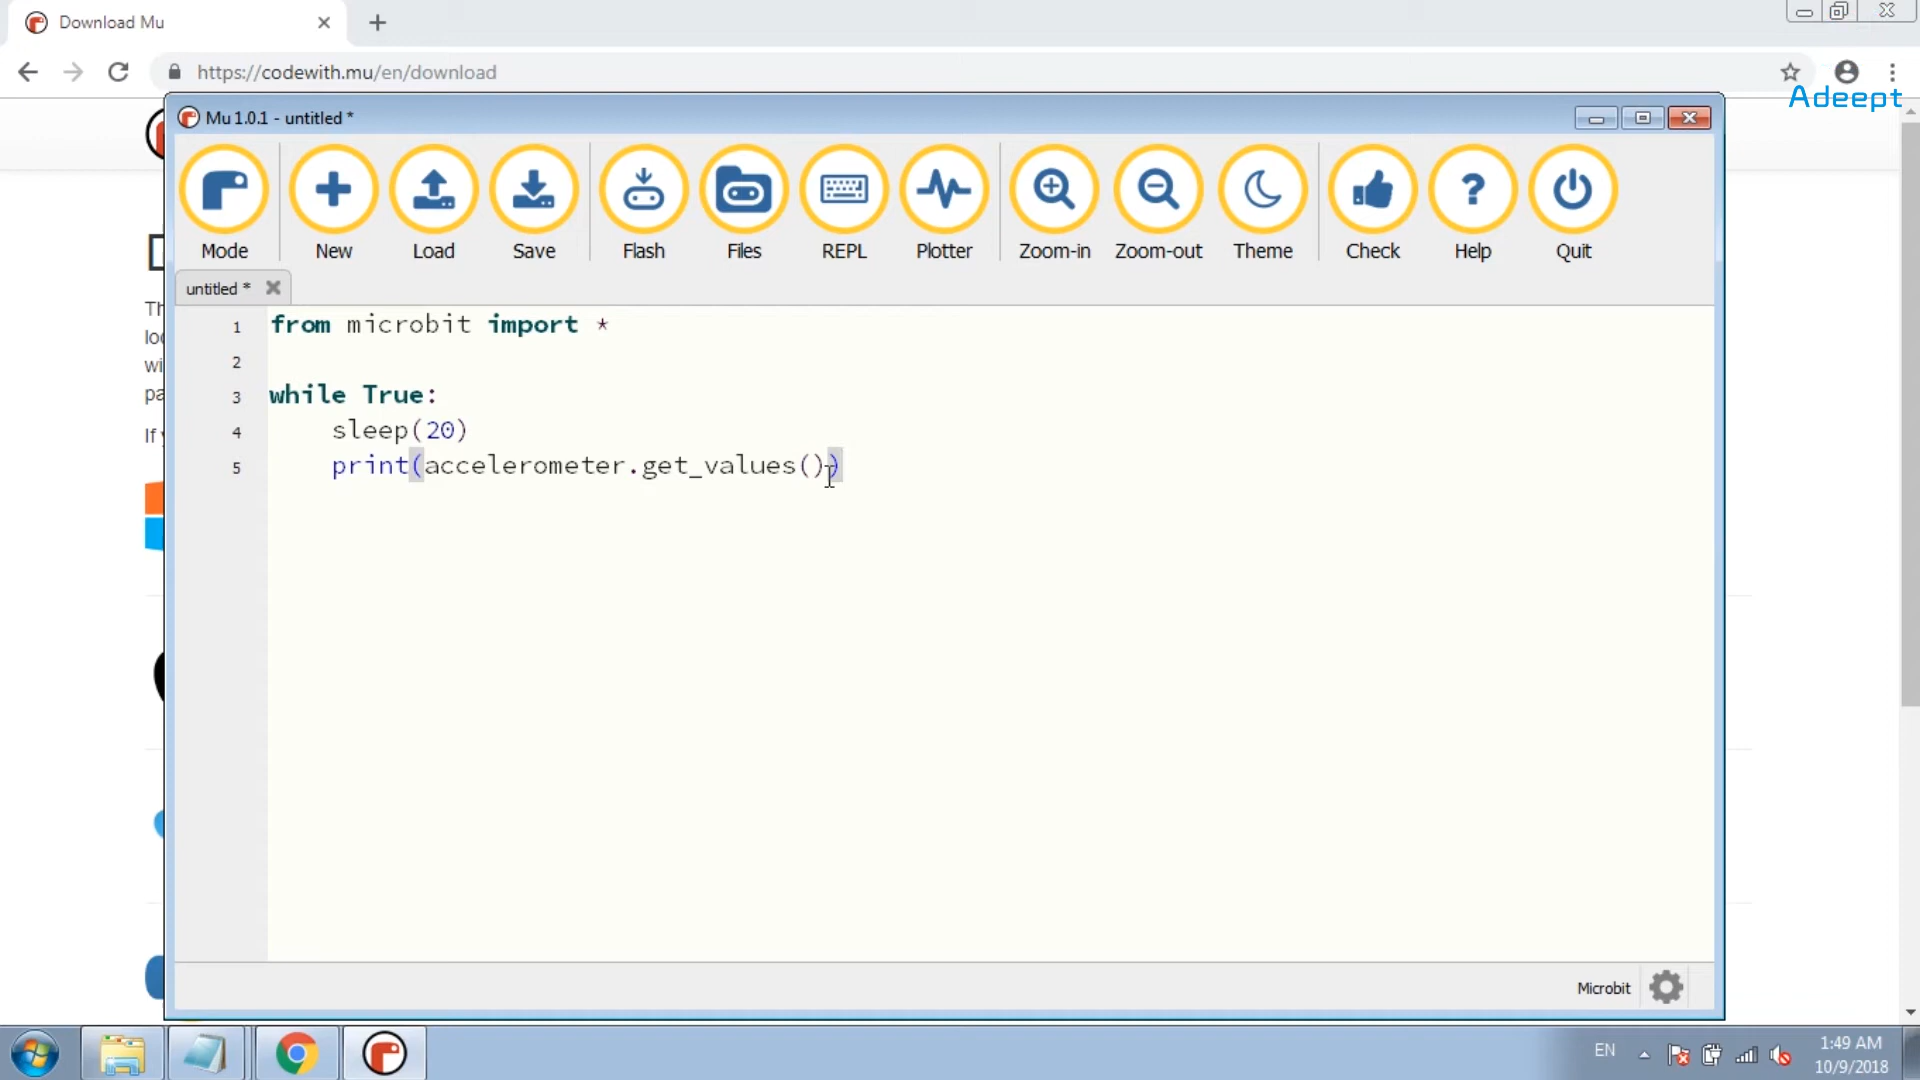 Download Mu
https://codewith.mu/en/download
Adeept
Mu 1.0.1 - untitled *
Mode
New
Load
Save
Flash
Files
REPL
Plotter
Zoom-in
Zoom-out
Theme
Check
Help
Quit
untitled *
1 from microbit import *
2
3 while True:
4 sleep(20)
5 print(accelerometer.get_values())
Microbit
EN
1:49 AM
10/9/2018